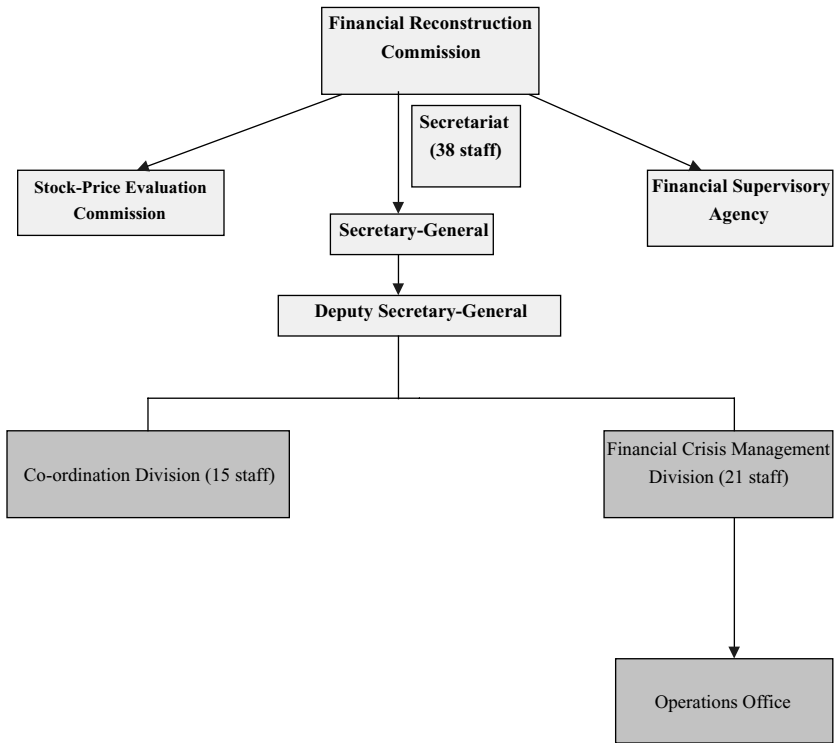 Financial Reconstruction
Commission
Secretariat
(38 staff)
Stock-Price Evaluation
Commission
Financial Supervisory
Agency
Secretary-General
Deputy Secretary-General
Co-ordination Division (15 staff)
Financial Crisis Management
Division (21 staff)
Operations Office